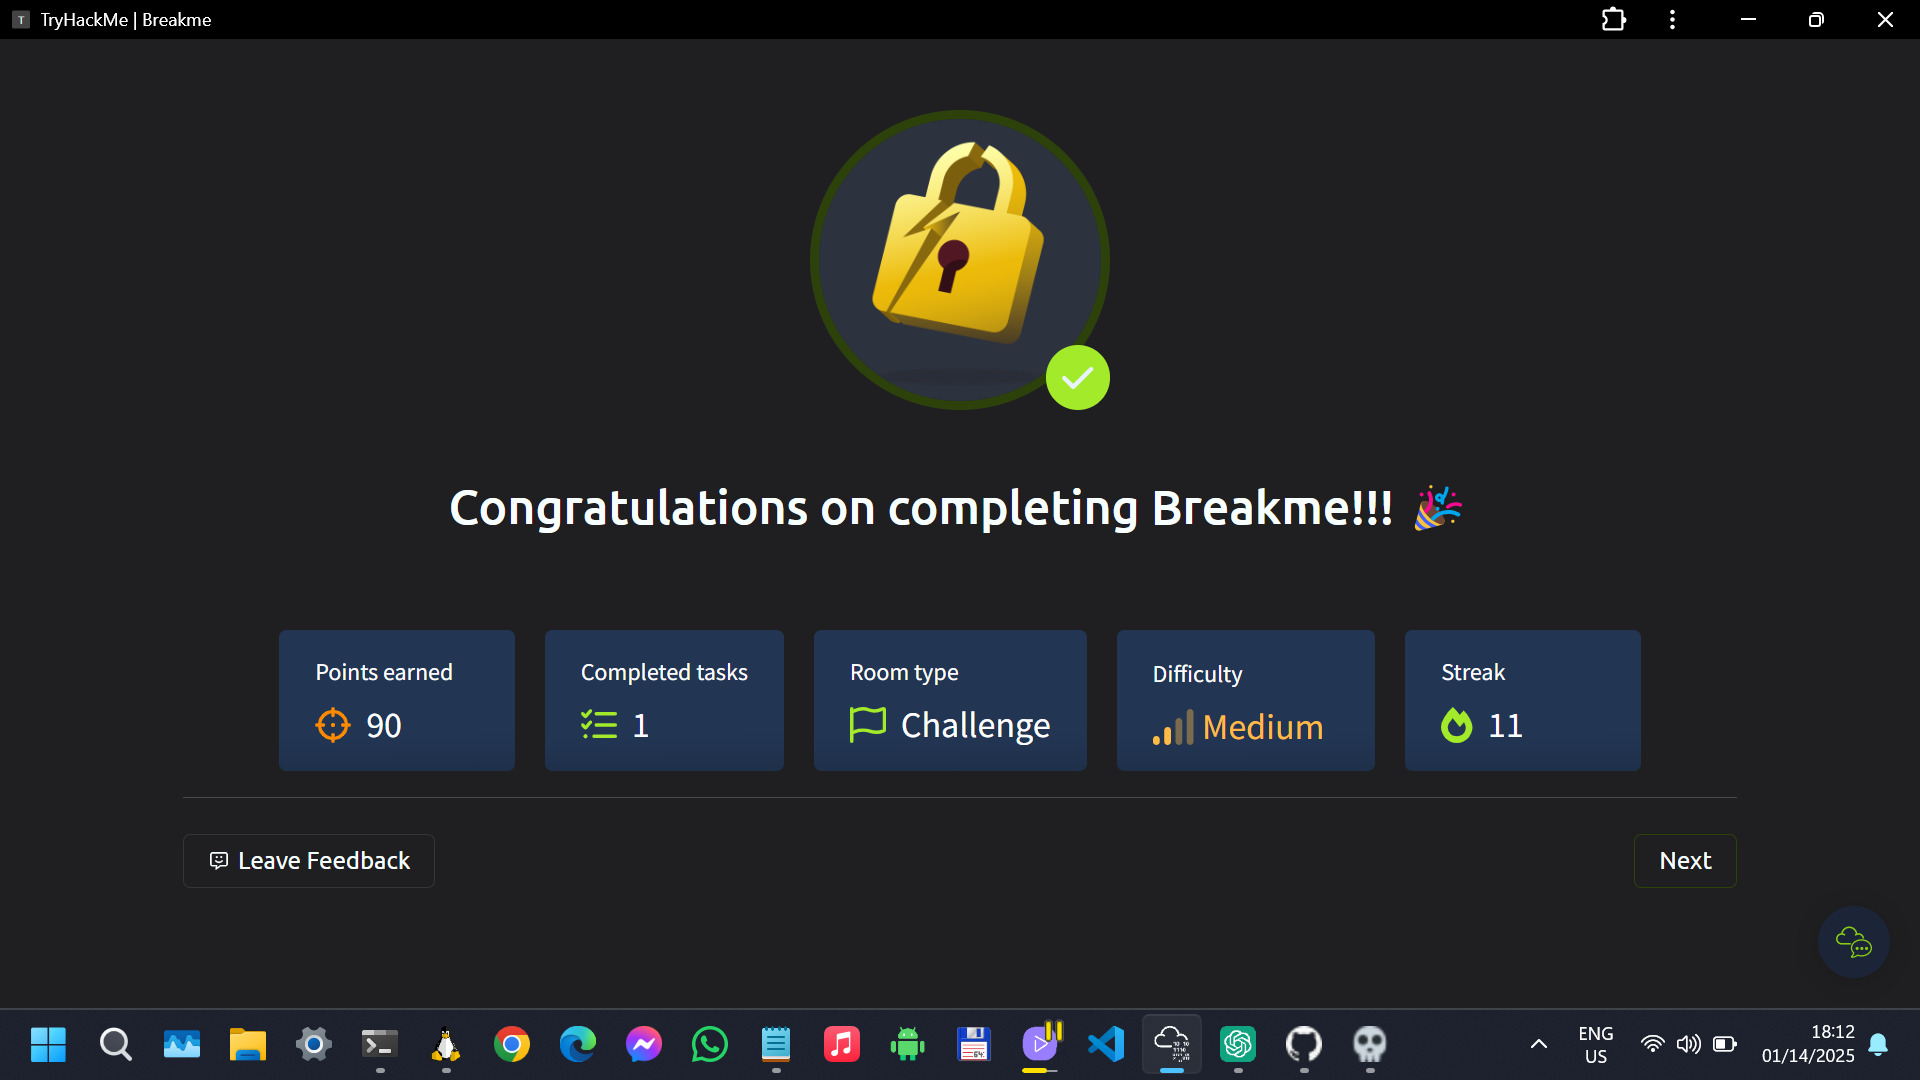 TryHackMe | Breakme
Congratulations on completing Breakme!!! 🎉
Points earned
90
Completed tasks
1
Room type
Challenge
Difficulty
Medium
Streak
11
Leave Feedback
Next
ENG
US
18:12
01/14/2025